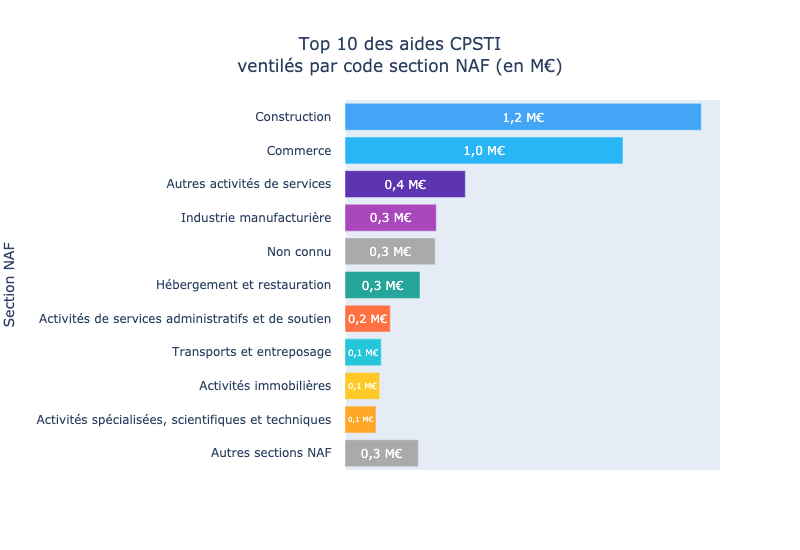 Top 10 des aides CPSTI
ventilés par code section NAF (en M€)
Section NAF
Construction 1,2 M€
Commerce 1,0 M€
Autres activités de services 0,4 M€
Industrie manufacturière 0,3 M€
Non connu 0,3 M€
Hébergement et restauration 0,3 M€
Activités de services administratifs et de soutien 0,2 M€
Transports et entreposage 0,1 M€
Activités immobilières 0,1 M€
Activités spécialisées, scientifiques et techniques 0,1 M€
Autres sections NAF 0,3 M€